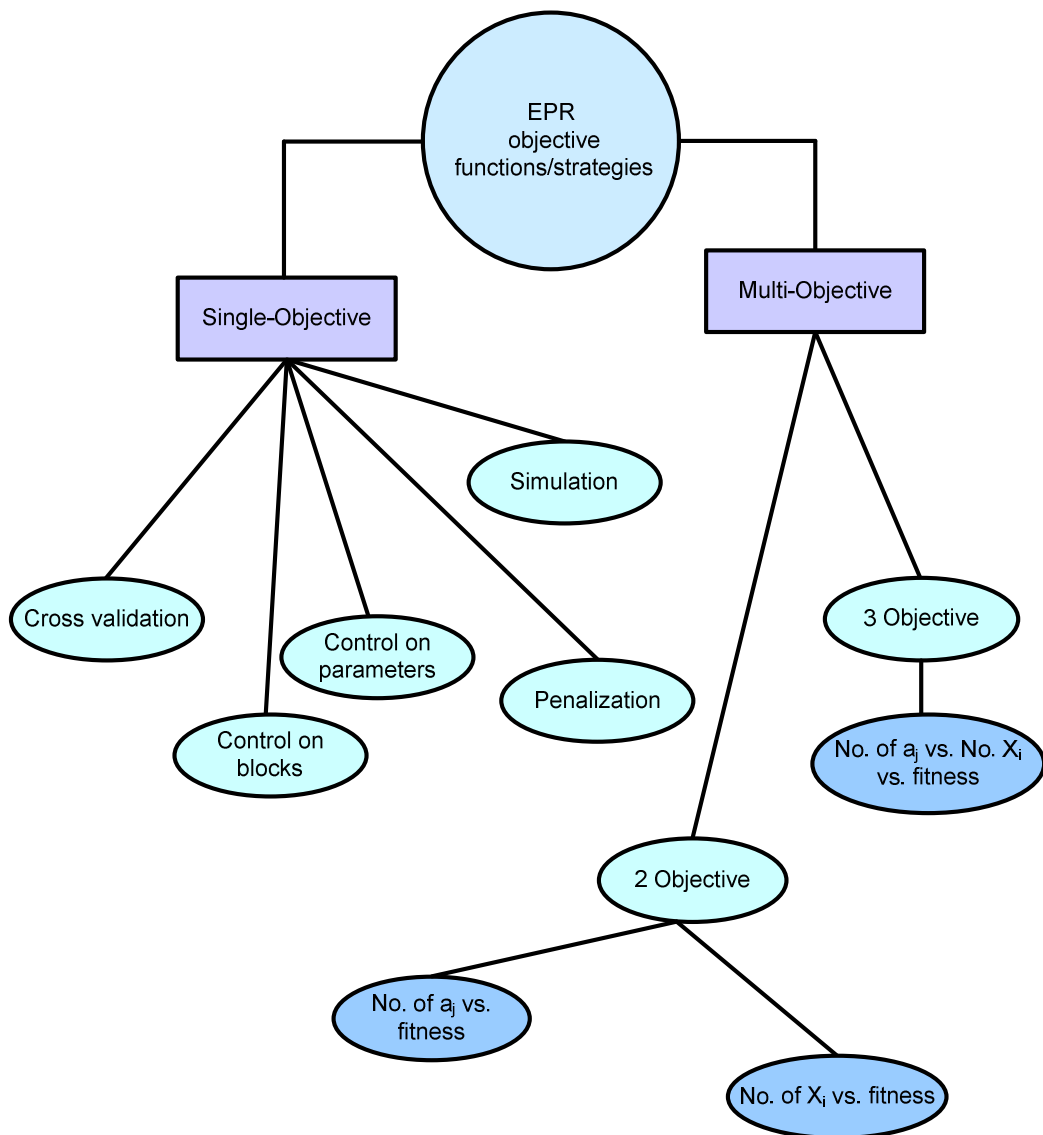 EPR
objective
functions/strategies
Single-Objective
Multi-Objective
Simulation
Cross validation
Control on
parameters
Penalization
Control on
blocks
3 Objective
No. of aj vs. No. Xi
vs. fitness
2 Objective
No. of aj vs.
fitness
No. of Xi vs. fitness